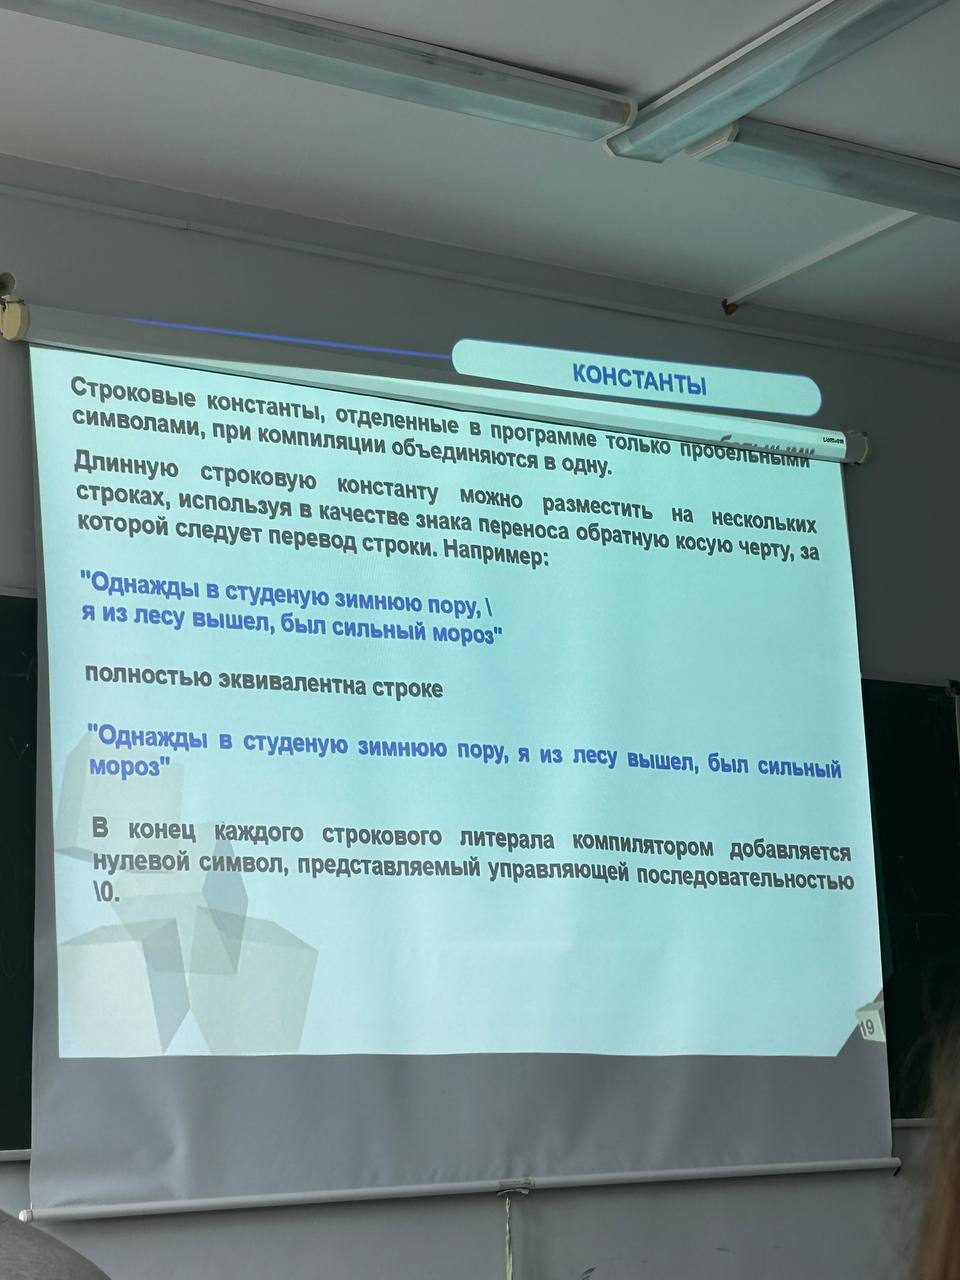 КОНСТАНТЫ
Строковые константы, отделенные в программе только пробельными
символами, при компиляции объединяются в одну.
Длинную строковую константу можно разместить на нескольких
строках, используя в качестве знака переноса обратную косую черту, за
которой следует перевод строки. Например:
"Однажды в студеную зимнюю пору, \
я из лесу вышел, был сильный мороз"
полностью эквивалентна строке
"Однажды в студеную зимнюю пору, я из лесу вышел, был сильный
мороз"
В конец каждого строкового литерала компилятором добавляется
нулевой символ, представляемый управляющей последовательностью
\0.
19